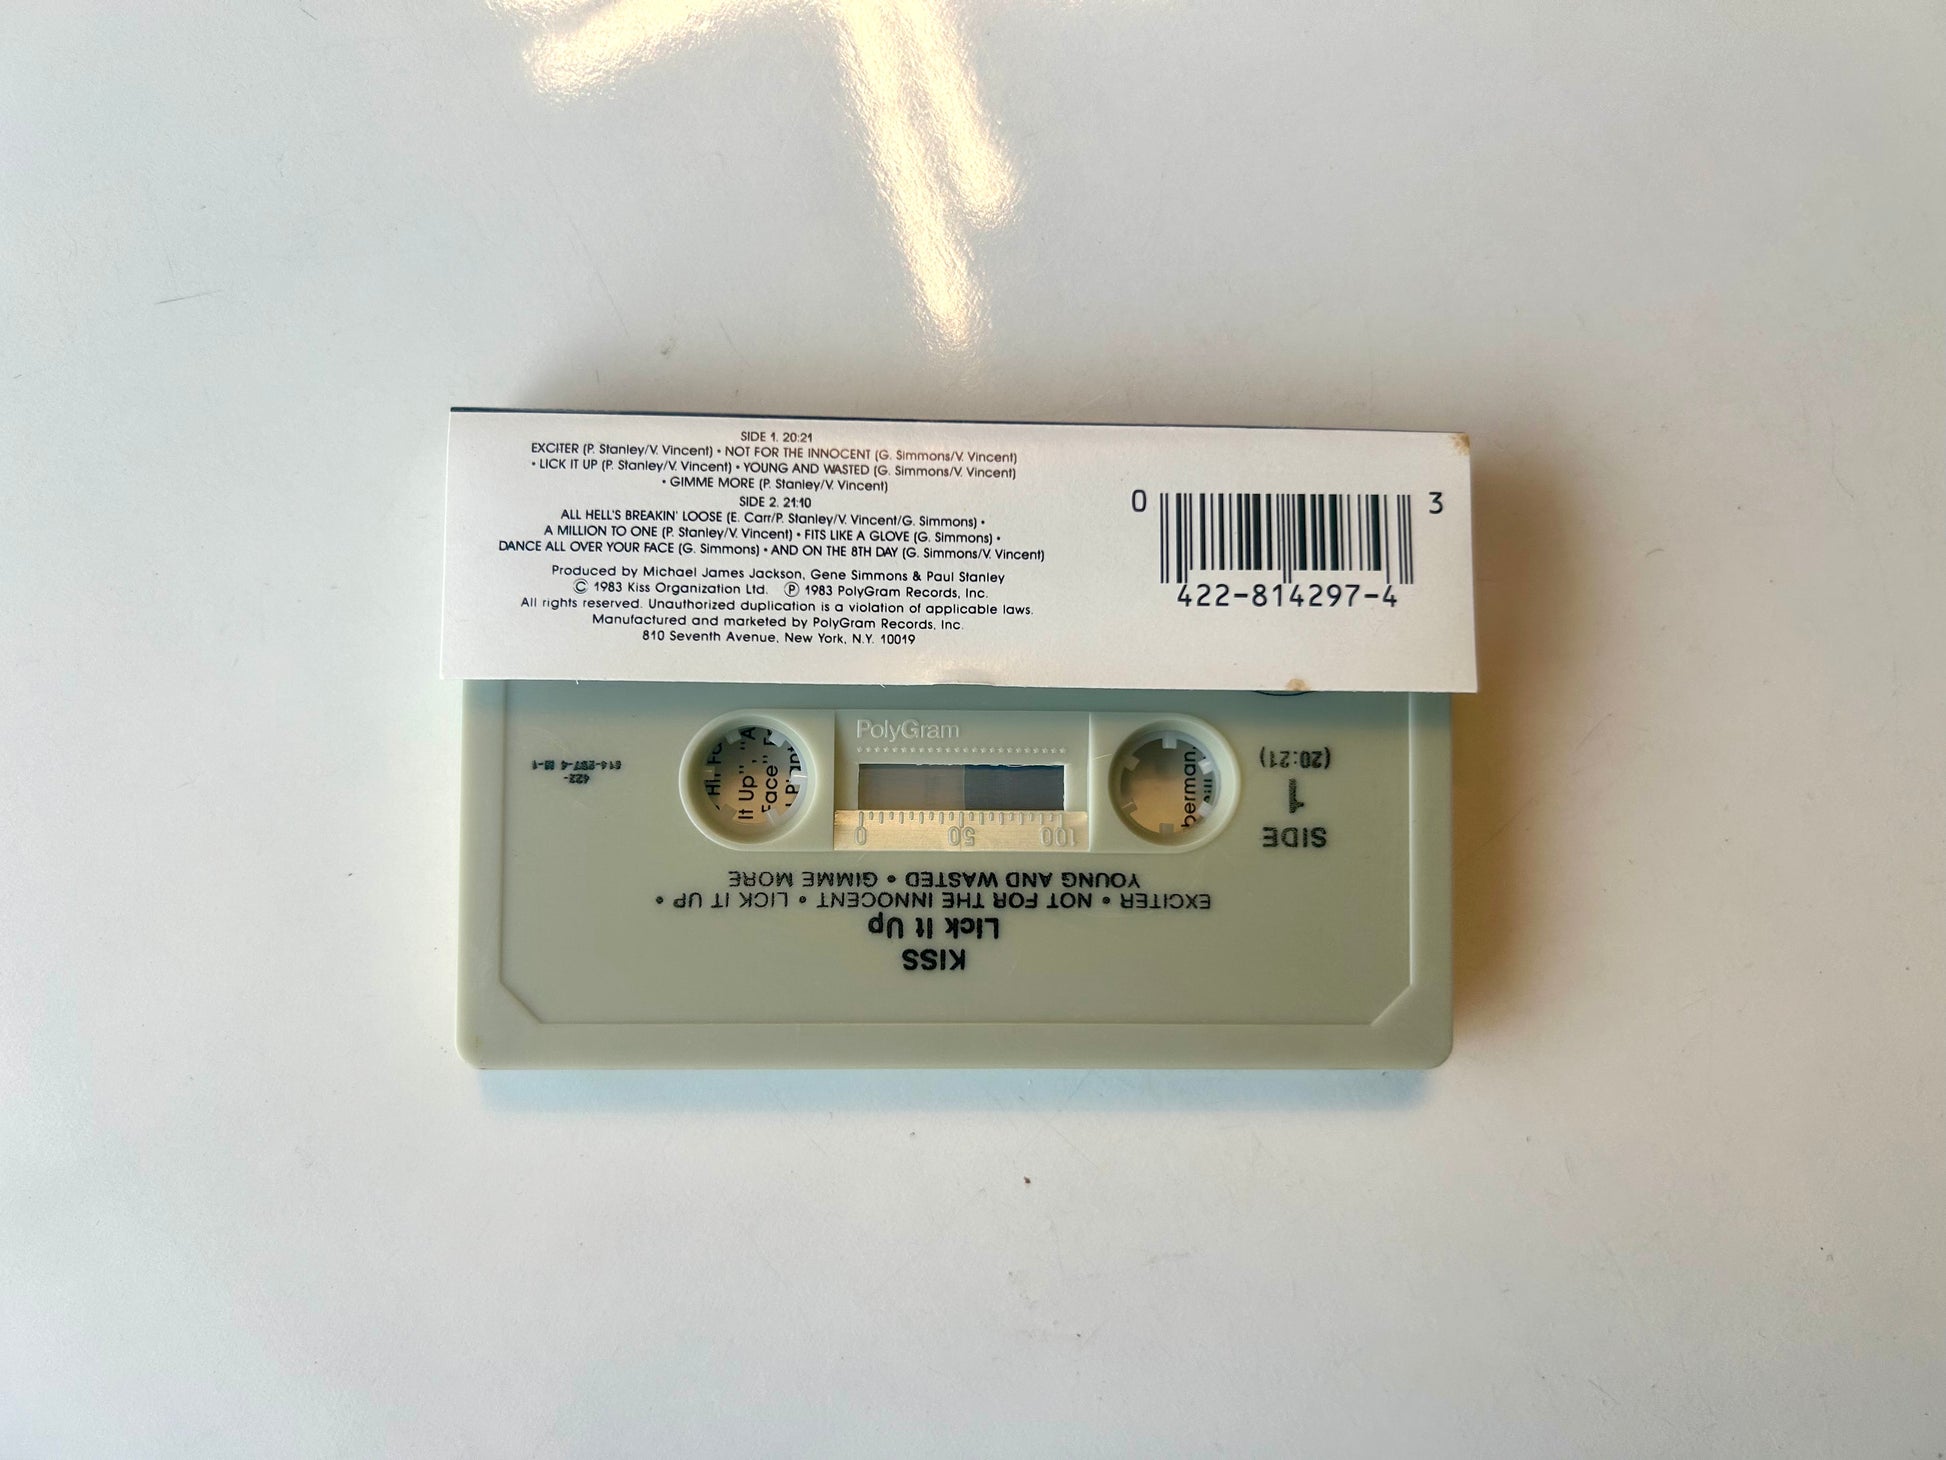 SIDE 1. 20:21
EXCITER (P. Stanley/V. Vincent) • NOT FOR THE INNOCENT (G. Simmons/V. Vincent)
• LICK IT UP (P. Stanley/V. Vincent) • YOUNG AND WASTED (G. Simmons/V. Vincent)
• GIMME MORE (P. Stanley/V. Vincent)
SIDE 2. 21:10
ALL HELL'S BREAKIN' LOOSE (E. Carr/P. Stanley/V. Vincent/G. Simmons) •
A MILLION TO ONE (P. Stanley/V. Vincent) • FITS LIKE A GLOVE (G. Simmons) •
DANCE ALL OVER YOUR FACE (G. Simmons) • AND ON THE 8TH DAY (G. Simmons/V. Vincent)
Produced by Michael James Jackson, Gene Simmons & Paul Stanley
© 1983 Kiss Organization Ltd. ℗ 1983 PolyGram Records, Inc.
All rights reserved. Unauthorized duplication is a violation of applicable laws.
Manufactured and marketed by PolyGram Records, Inc.
810 Seventh Avenue, New York, N.Y. 10019
0 3
422-814297-4
PolyGram
0 50 100
KISS
Lick It Up
EXCITER • NOT FOR THE INNOCENT • LICK IT UP •
YOUNG AND WASTED • GIMME MORE
SIDE
1
(20:21)
422-
It Up", "A
Face"
berman,